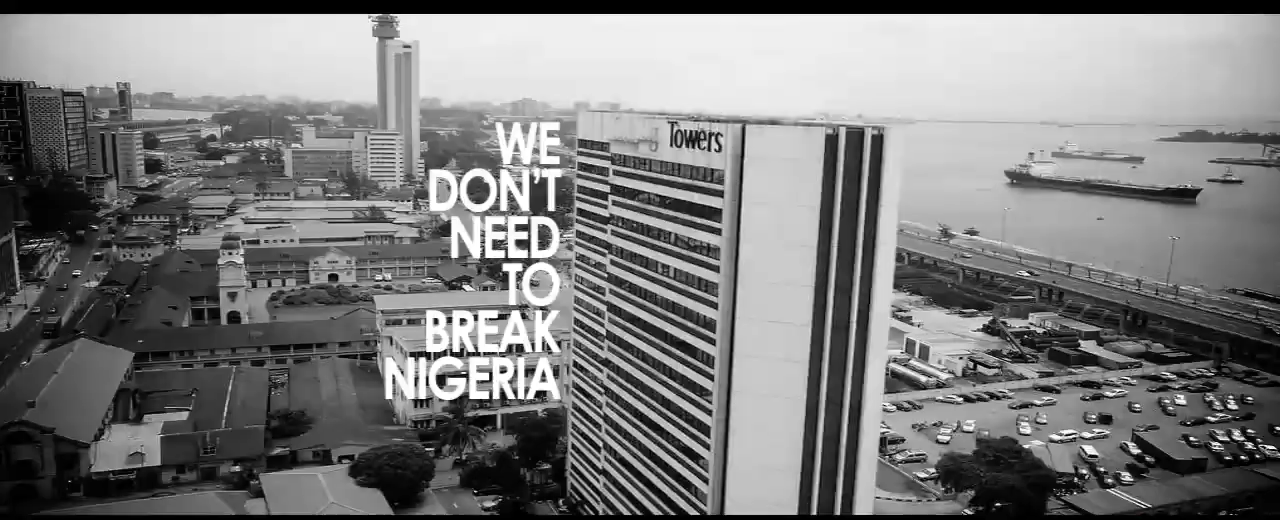 WE
DON'T
NEED
TO
BREAK
NIGERIA
Towers